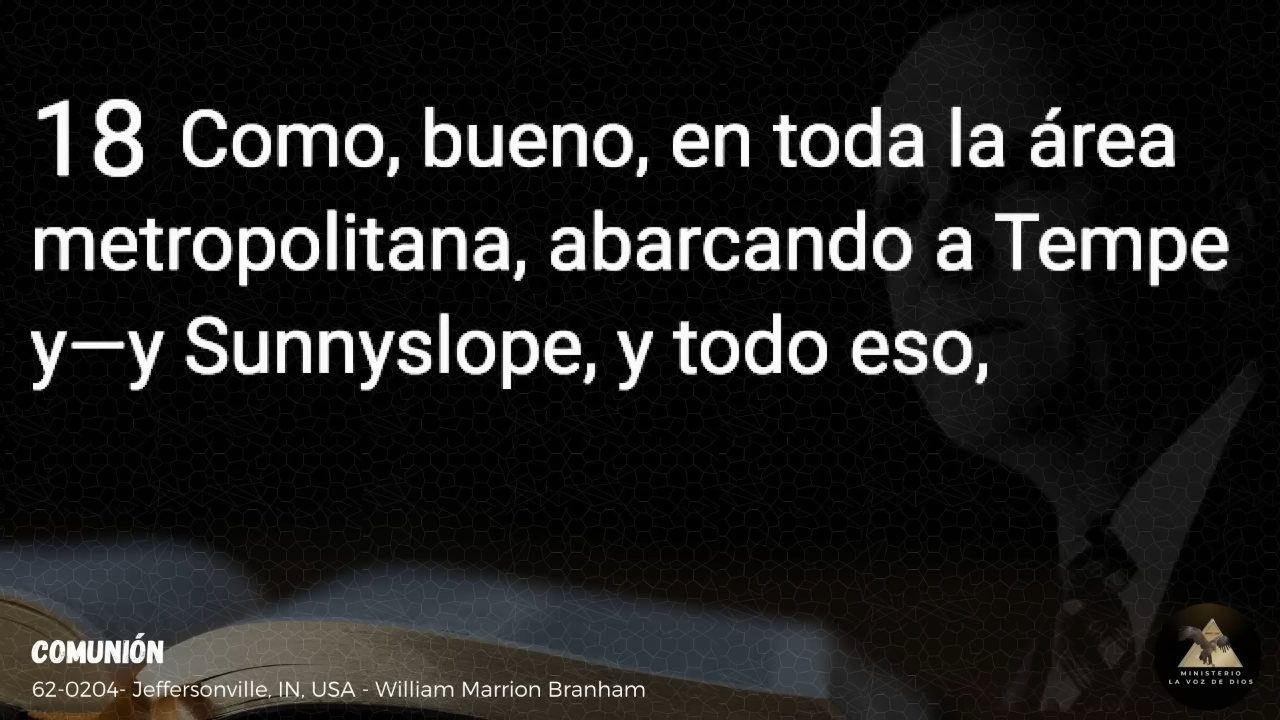 18 Como, bueno, en toda la área
metropolitana, abarcando a Tempe
y—y Sunnyslope, y todo eso,
COMUNIÓN
62-0204- Jeffersonville, IN, USA - William Marrion Branham
MINISTERIO
LA VOZ DE DIOS